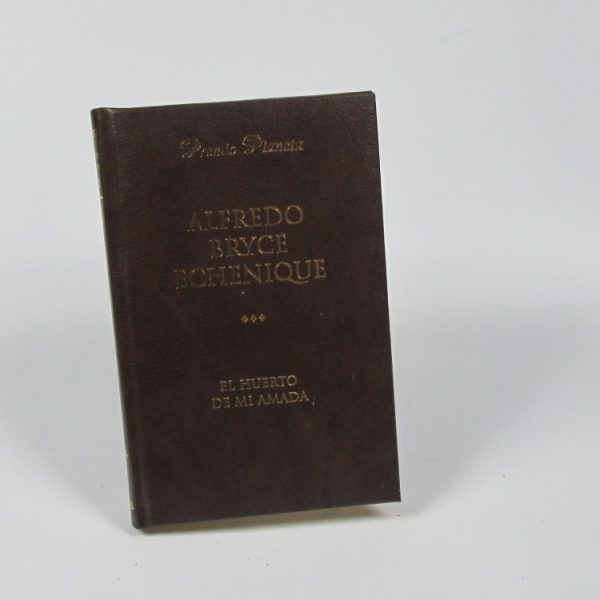 Premio Planeta
ALFREDO
BRYCE
ECHENIQUE
EL HUERTO
DE MI AMADA